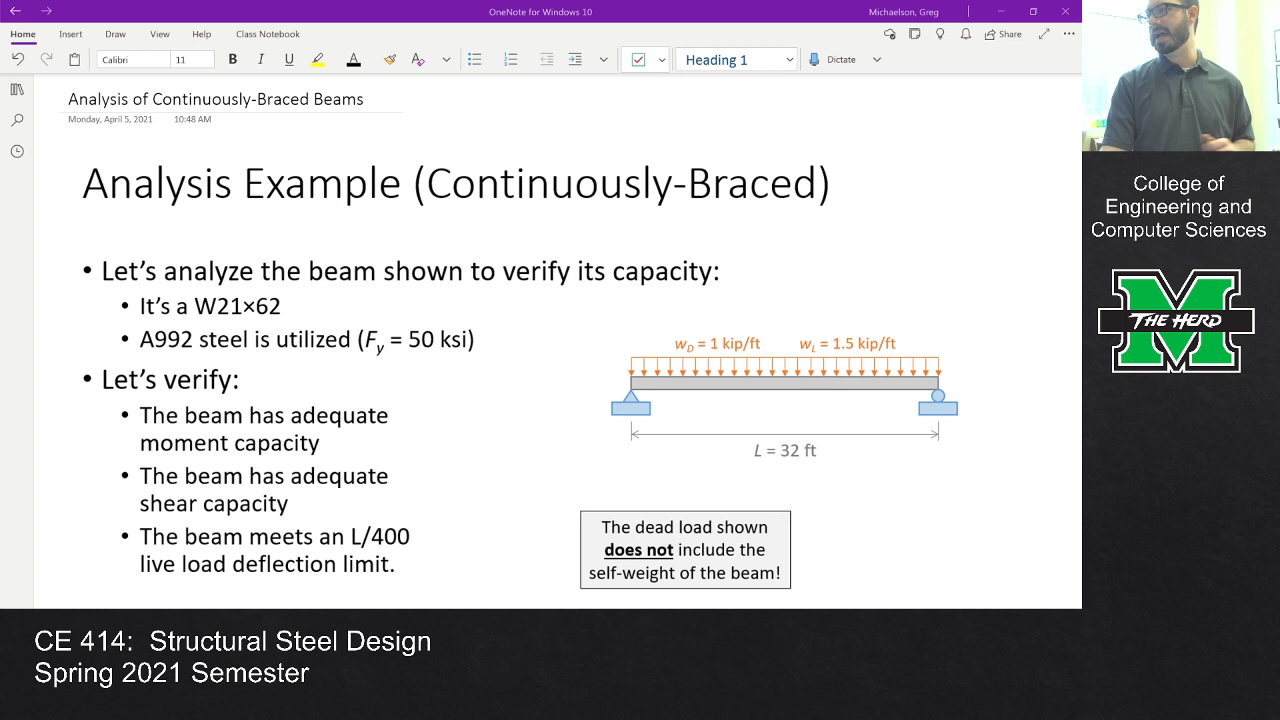 OneNote for Windows 10
Michaelson, Greg
Home Insert Draw View Help Class Notebook
Share
Calibri 11 B I U A A Heading 1 Dictate
Analysis of Continuously-Braced Beams
Monday, April 5, 2021 10:48 AM
Analysis Example (Continuously-Braced)
• Let's analyze the beam shown to verify its capacity:
• It's a W21×62
• A992 steel is utilized (Fy = 50 ksi)
• Let's verify:
• The beam has adequate
moment capacity
• The beam has adequate
shear capacity
• The beam meets an L/400
live load deflection limit.
wD = 1 kip/ft wL = 1.5 kip/ft
L = 32 ft
The dead load shown
does not include the
self-weight of the beam!
College of
Engineering and
Computer Sciences
M
THE HERD
CE 414: Structural Steel Design
Spring 2021 Semester